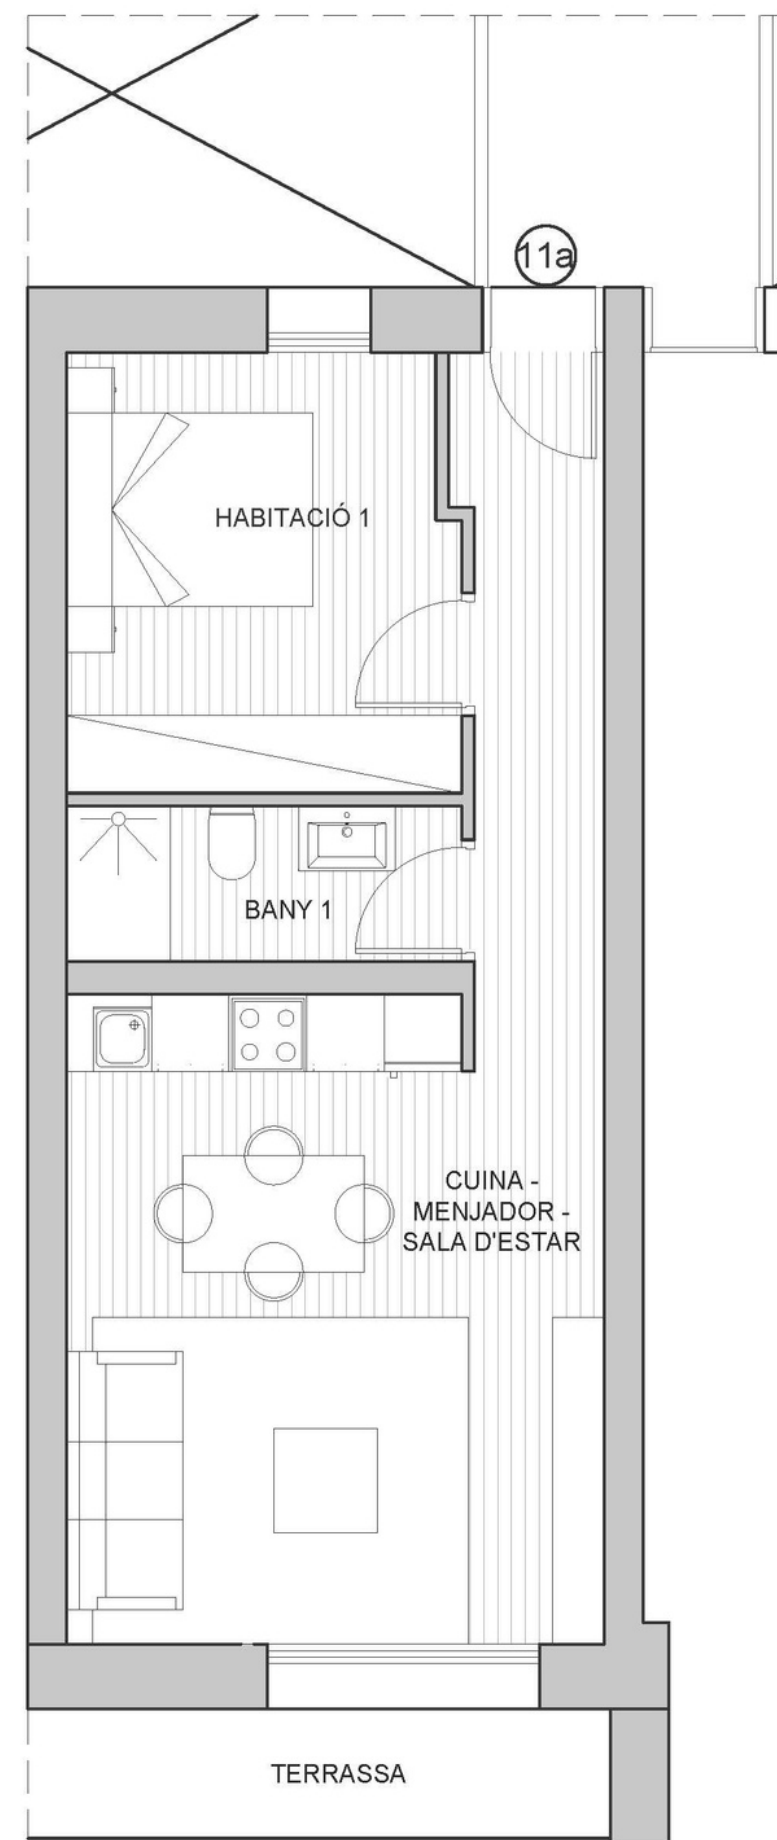 11a
HABITACIÓ 1
BANY 1
CUINA -
MENJADOR -
SALA D'ESTAR
TERRASSA